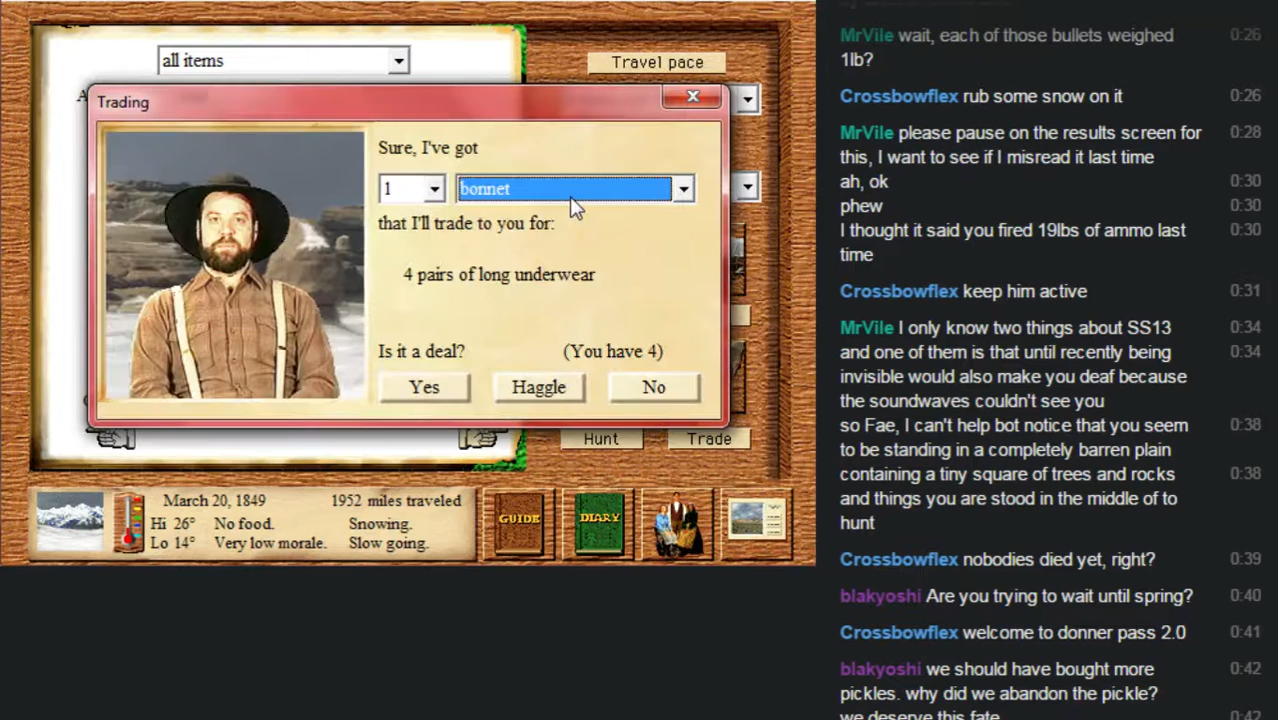 all items
Travel pace
Trading
Sure, I've got
1
bonnet
that I'll trade to you for:
4 pairs of long underwear
Is it a deal?
(You have 4)
Yes
Haggle
No
Hunt
Trade
March 20, 1849
1952 miles traveled
Hi 26°
No food.
Snowing.
Lo 14°
Very low morale.
Slow going.
GUIDE
DIARY
MrVile wait, each of those bullets weighed 0:26
1lb?
Crossbowflex rub some snow on it 0:26
MrVile please pause on the results screen for 0:28
this, I want to see if I misread it last time
ah, ok 0:30
phew 0:30
I thought it said you fired 19lbs of ammo last 0:30
time
Crossbowflex keep him active 0:31
MrVile I only know two things about SS13 0:34
and one of them is that until recently being 0:34
invisible would also make you deaf because
the soundwaves couldn't see you
so Fae, I can't help bot notice that you seem 0:38
to be standing in a completely barren plain
containing a tiny square of trees and rocks 0:38
and things you are stood in the middle of to
hunt
Crossbowflex nobodies died yet, right? 0:39
blakyoshi Are you trying to wait until spring? 0:40
Crossbowflex welcome to donner pass 2.0 0:41
blakyoshi we should have bought more 0:42
pickles. why did we abandon the pickle?
we deserve this fate 0:42